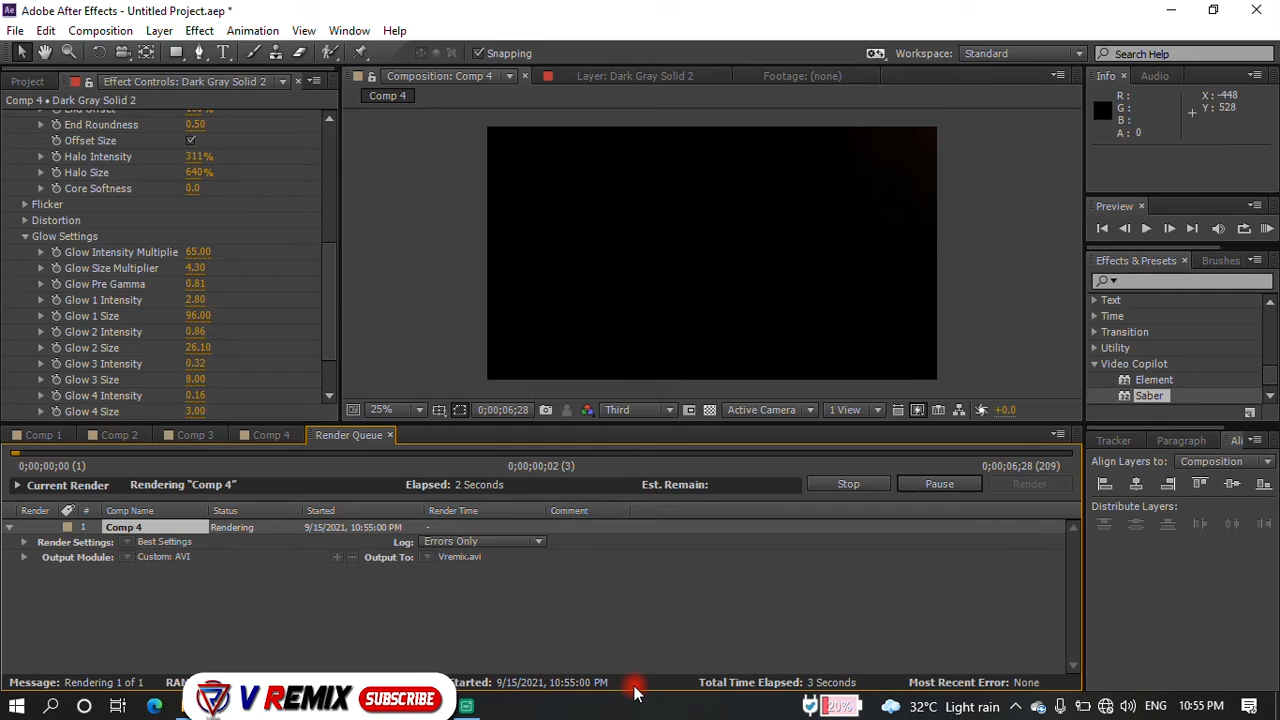 Adobe After Effects - Untitled Project.aep *
File Edit Composition Layer Effect Animation View Window Help
Snapping Workspace: Standard Search Help
Project Effect Controls: Dark Gray Solid 2 Composition: Comp 4 Layer: Dark Gray Solid 2 Footage: (none) Info Audio
Comp 4 • Dark Gray Solid 2 Comp 4
R: X: -448
G: Y: 528
B:
A: 0
End Offset
End Roundness 0.50
Offset Size
Halo Intensity 311%
Halo Size 640%
Core Softness 0.0
Flicker
Distortion
Glow Settings
Glow Intensity Multiplie 65.00
Glow Size Multiplier 4.30
Glow Pre Gamma 0.81
Glow 1 Intensity 2.80
Glow 1 Size 96.00
Glow 2 Intensity 0.86
Glow 2 Size 26.10
Glow 3 Intensity 0.32
Glow 3 Size 8.00
Glow 4 Intensity 0.16
Glow 4 Size 3.00
25% 0;00;06;28 Third Active Camera 1 View +0.0
Preview
Effects & Presets Brushes
Text
Time
Transition
Utility
Video Copilot
Element
Saber
Comp 1 Comp 2 Comp 3 Comp 4 Render Queue
0;00;00;00 (1) 0;00;00;02 (3) 0;00;06;28 (209)
Current Render Rendering "Comp 4" Elapsed: 2 Seconds Est. Remain: Stop Pause Render
Render # Comp Name Status Started Render Time Comment
1 Comp 4 Rendering 9/15/2021, 10:55:00 PM -
Render Settings: Best Settings Log: Errors Only
Output Module: Custom: AVI Output To: Vremix.avi
Tracker Paragraph Ali
Align Layers to: Composition
Distribute Layers:
Message: Rendering 1 of 1 RAM Started: 9/15/2021, 10:55:00 PM Total Time Elapsed: 3 Seconds Most Recent Error: None
V REMIX SUBSCRIBE
20% 32°C Light rain ENG 10:55 PM